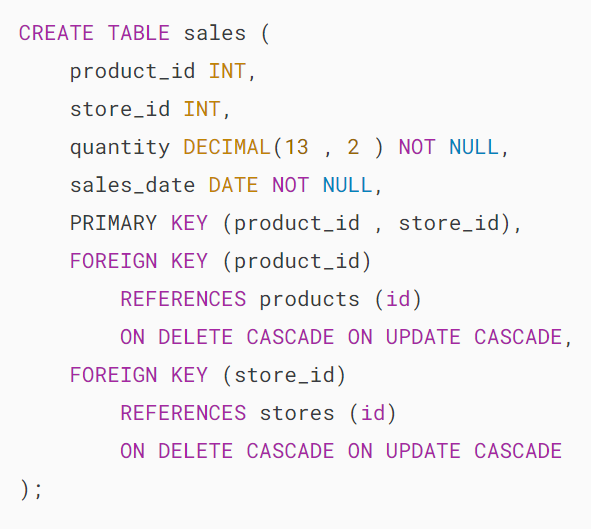 CREATE TABLE sales (
    product_id INT,
    store_id INT,
    quantity DECIMAL(13 , 2 ) NOT NULL,
    sales_date DATE NOT NULL,
    PRIMARY KEY (product_id , store_id),
    FOREIGN KEY (product_id)
        REFERENCES products (id)
        ON DELETE CASCADE ON UPDATE CASCADE,
    FOREIGN KEY (store_id)
        REFERENCES stores (id)
        ON DELETE CASCADE ON UPDATE CASCADE
);